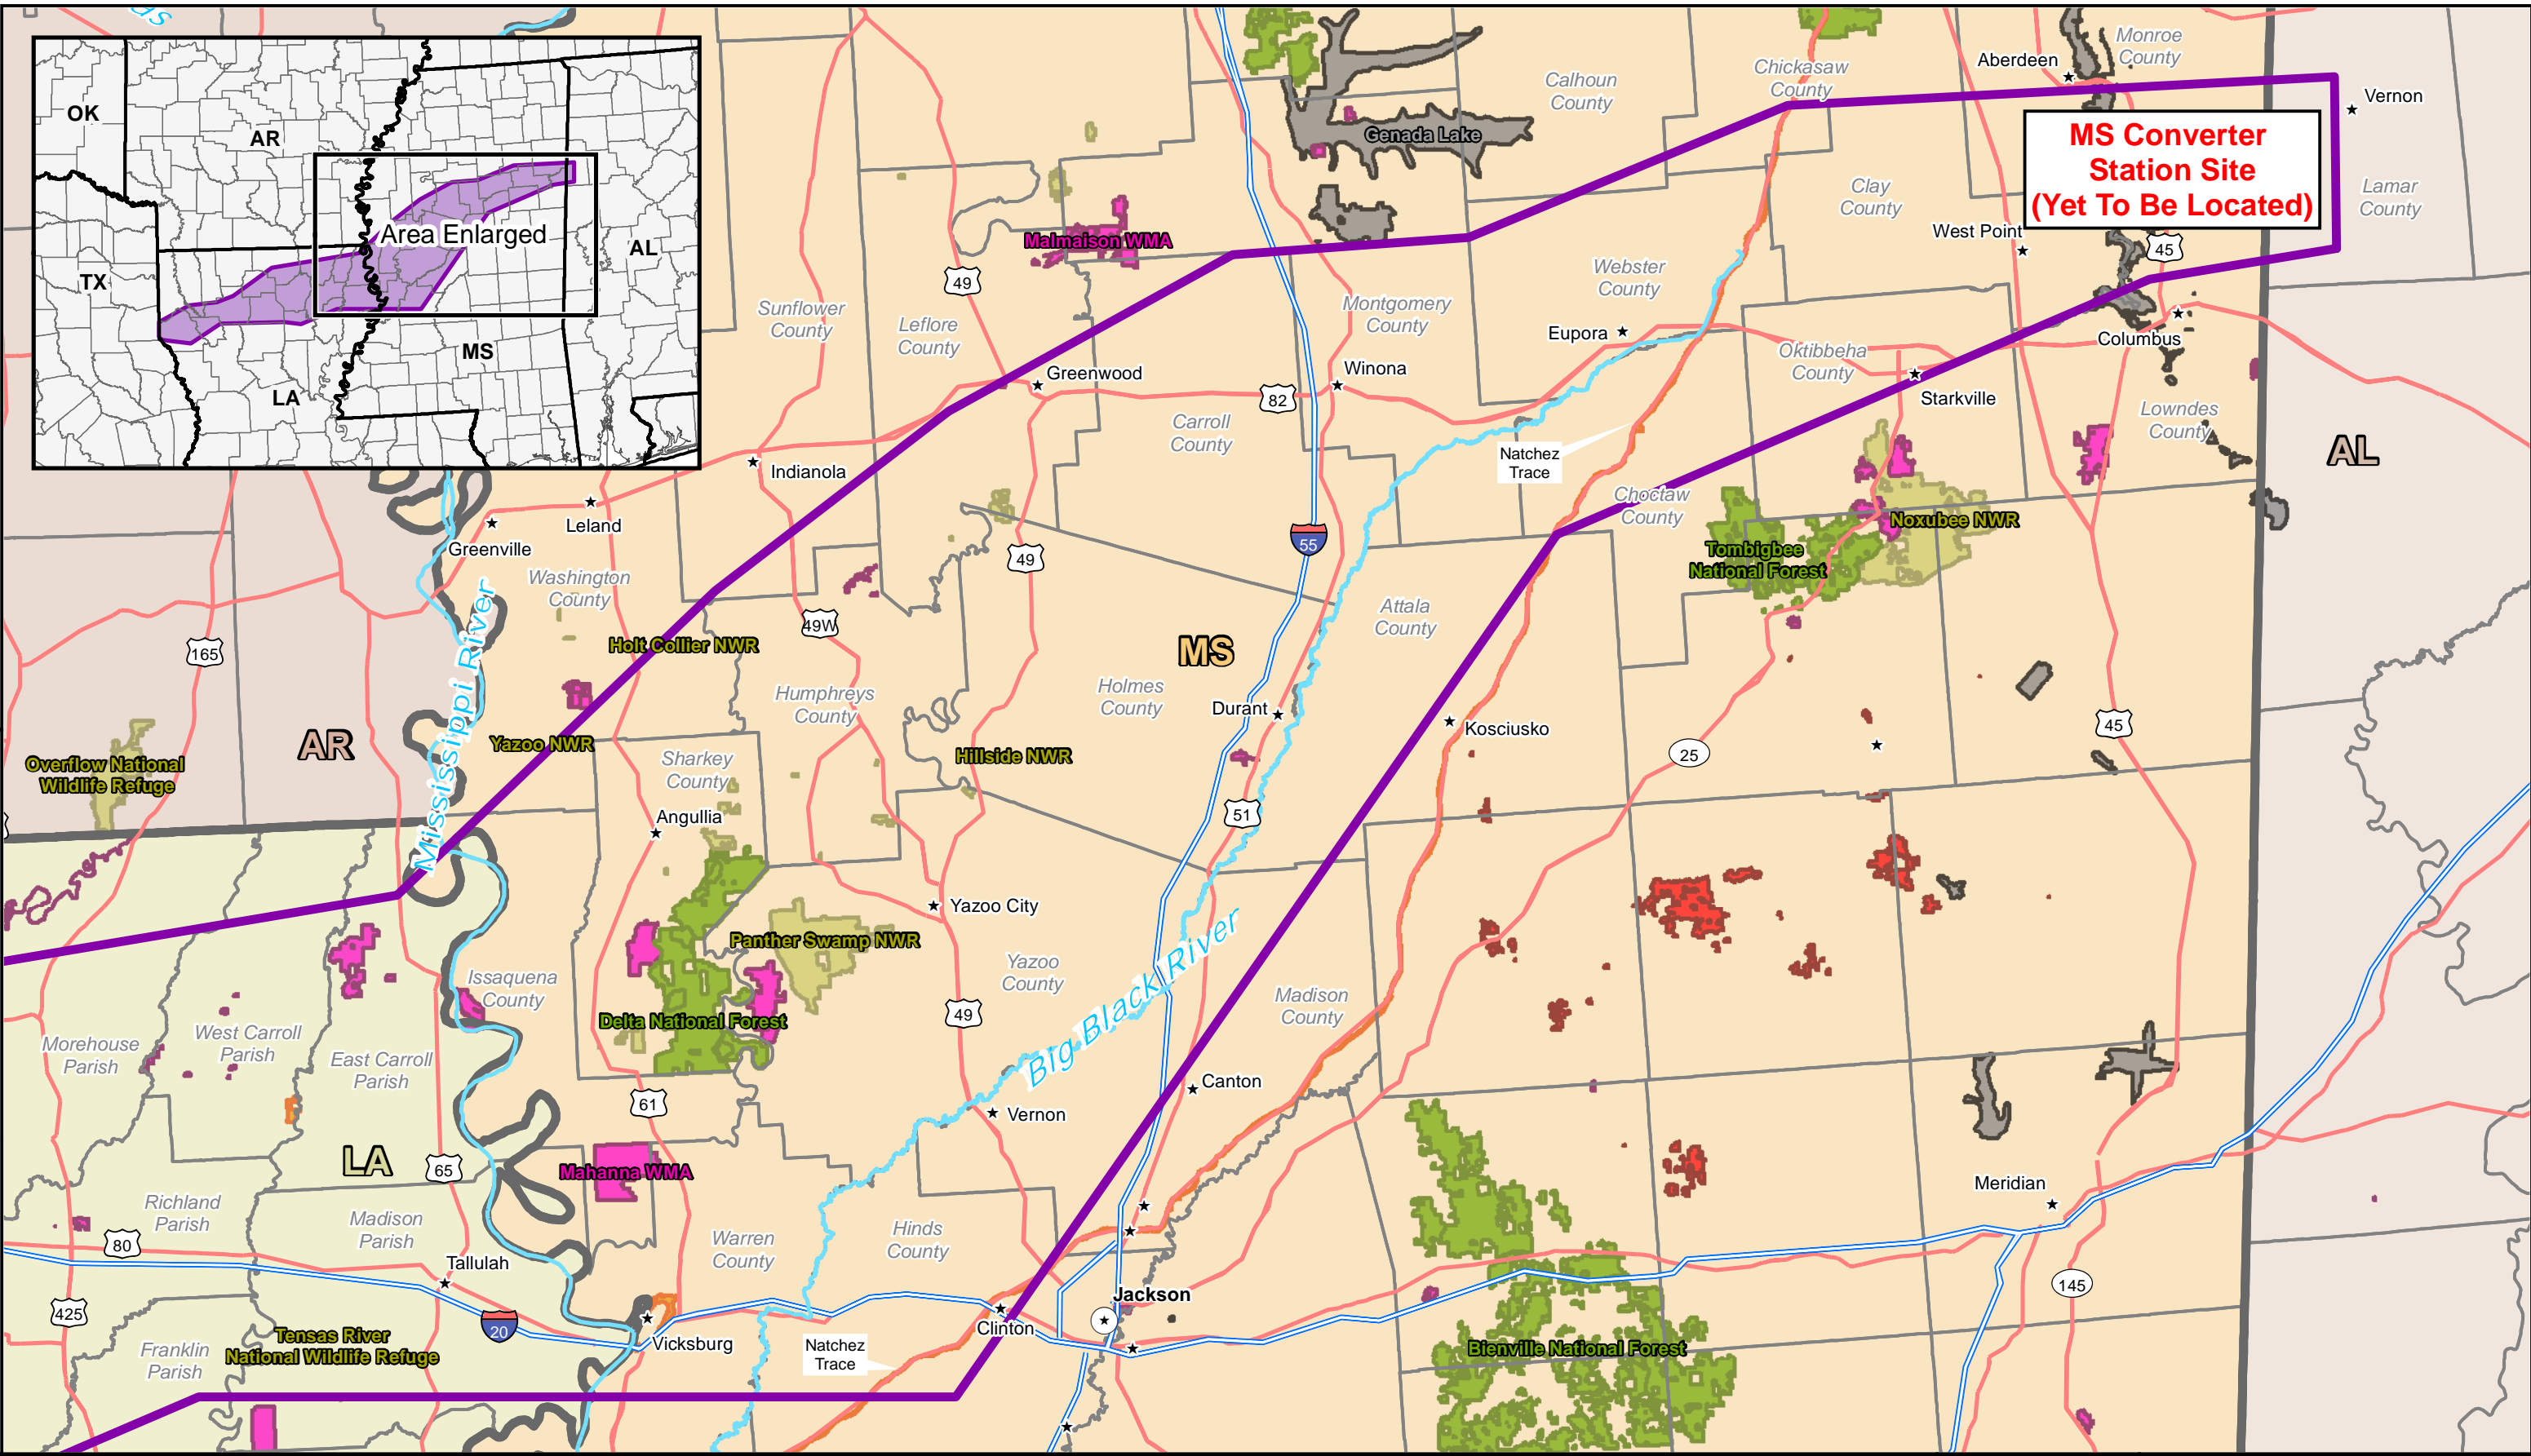 gs
OK
AR
TX
LA
MS
AL
Area Enlarged
Monroe
County
Aberdeen
Chickasaw
County
Calhoun
County
Vernon
Genada Lake
MS Converter
Station Site
(Yet To Be Located)
Clay
County
Lamar
County
West Point
45
Malmaison WMA
49
Webster
County
Sunflower
County
Leflore
County
Montgomery
County
Eupora
Columbus
Oktibbeha
County
Greenwood
Winona
82
Starkville
Carroll
County
Lowndes
County
AL
Natchez
Trace
Indianola
Choctaw
County
Leland
Greenville
Noxubee NWR
55
49
Tombigbee
National Forest
Washington
County
Attala
County
49W
165
Mississippi River
Holt Collier NWR
MS
Humphreys
County
Holmes
County
Durant
Kosciusko
45
25
AR
Yazoo NWR
Hillside NWR
Sharkey
County
Overflow National
Wildlife Refuge
51
Angullia
Mississippi River
Yazoo City
Panther Swamp NWR
Big Black River
Issaquena
County
Yazoo
County
Madison
County
49
Delta National Forest
West Carroll
Parish
Morehouse
Parish
East Carroll
Parish
Canton
61
Vernon
LA
65
Mahanna WMA
Meridian
Richland
Parish
Madison
Parish
80
Warren
County
Hinds
County
Tallulah
145
Jackson
425
20
Clinton
Vicksburg
Tensas River
National Wildlife Refuge
Franklin
Parish
Natchez
Trace
Bienville National Forest